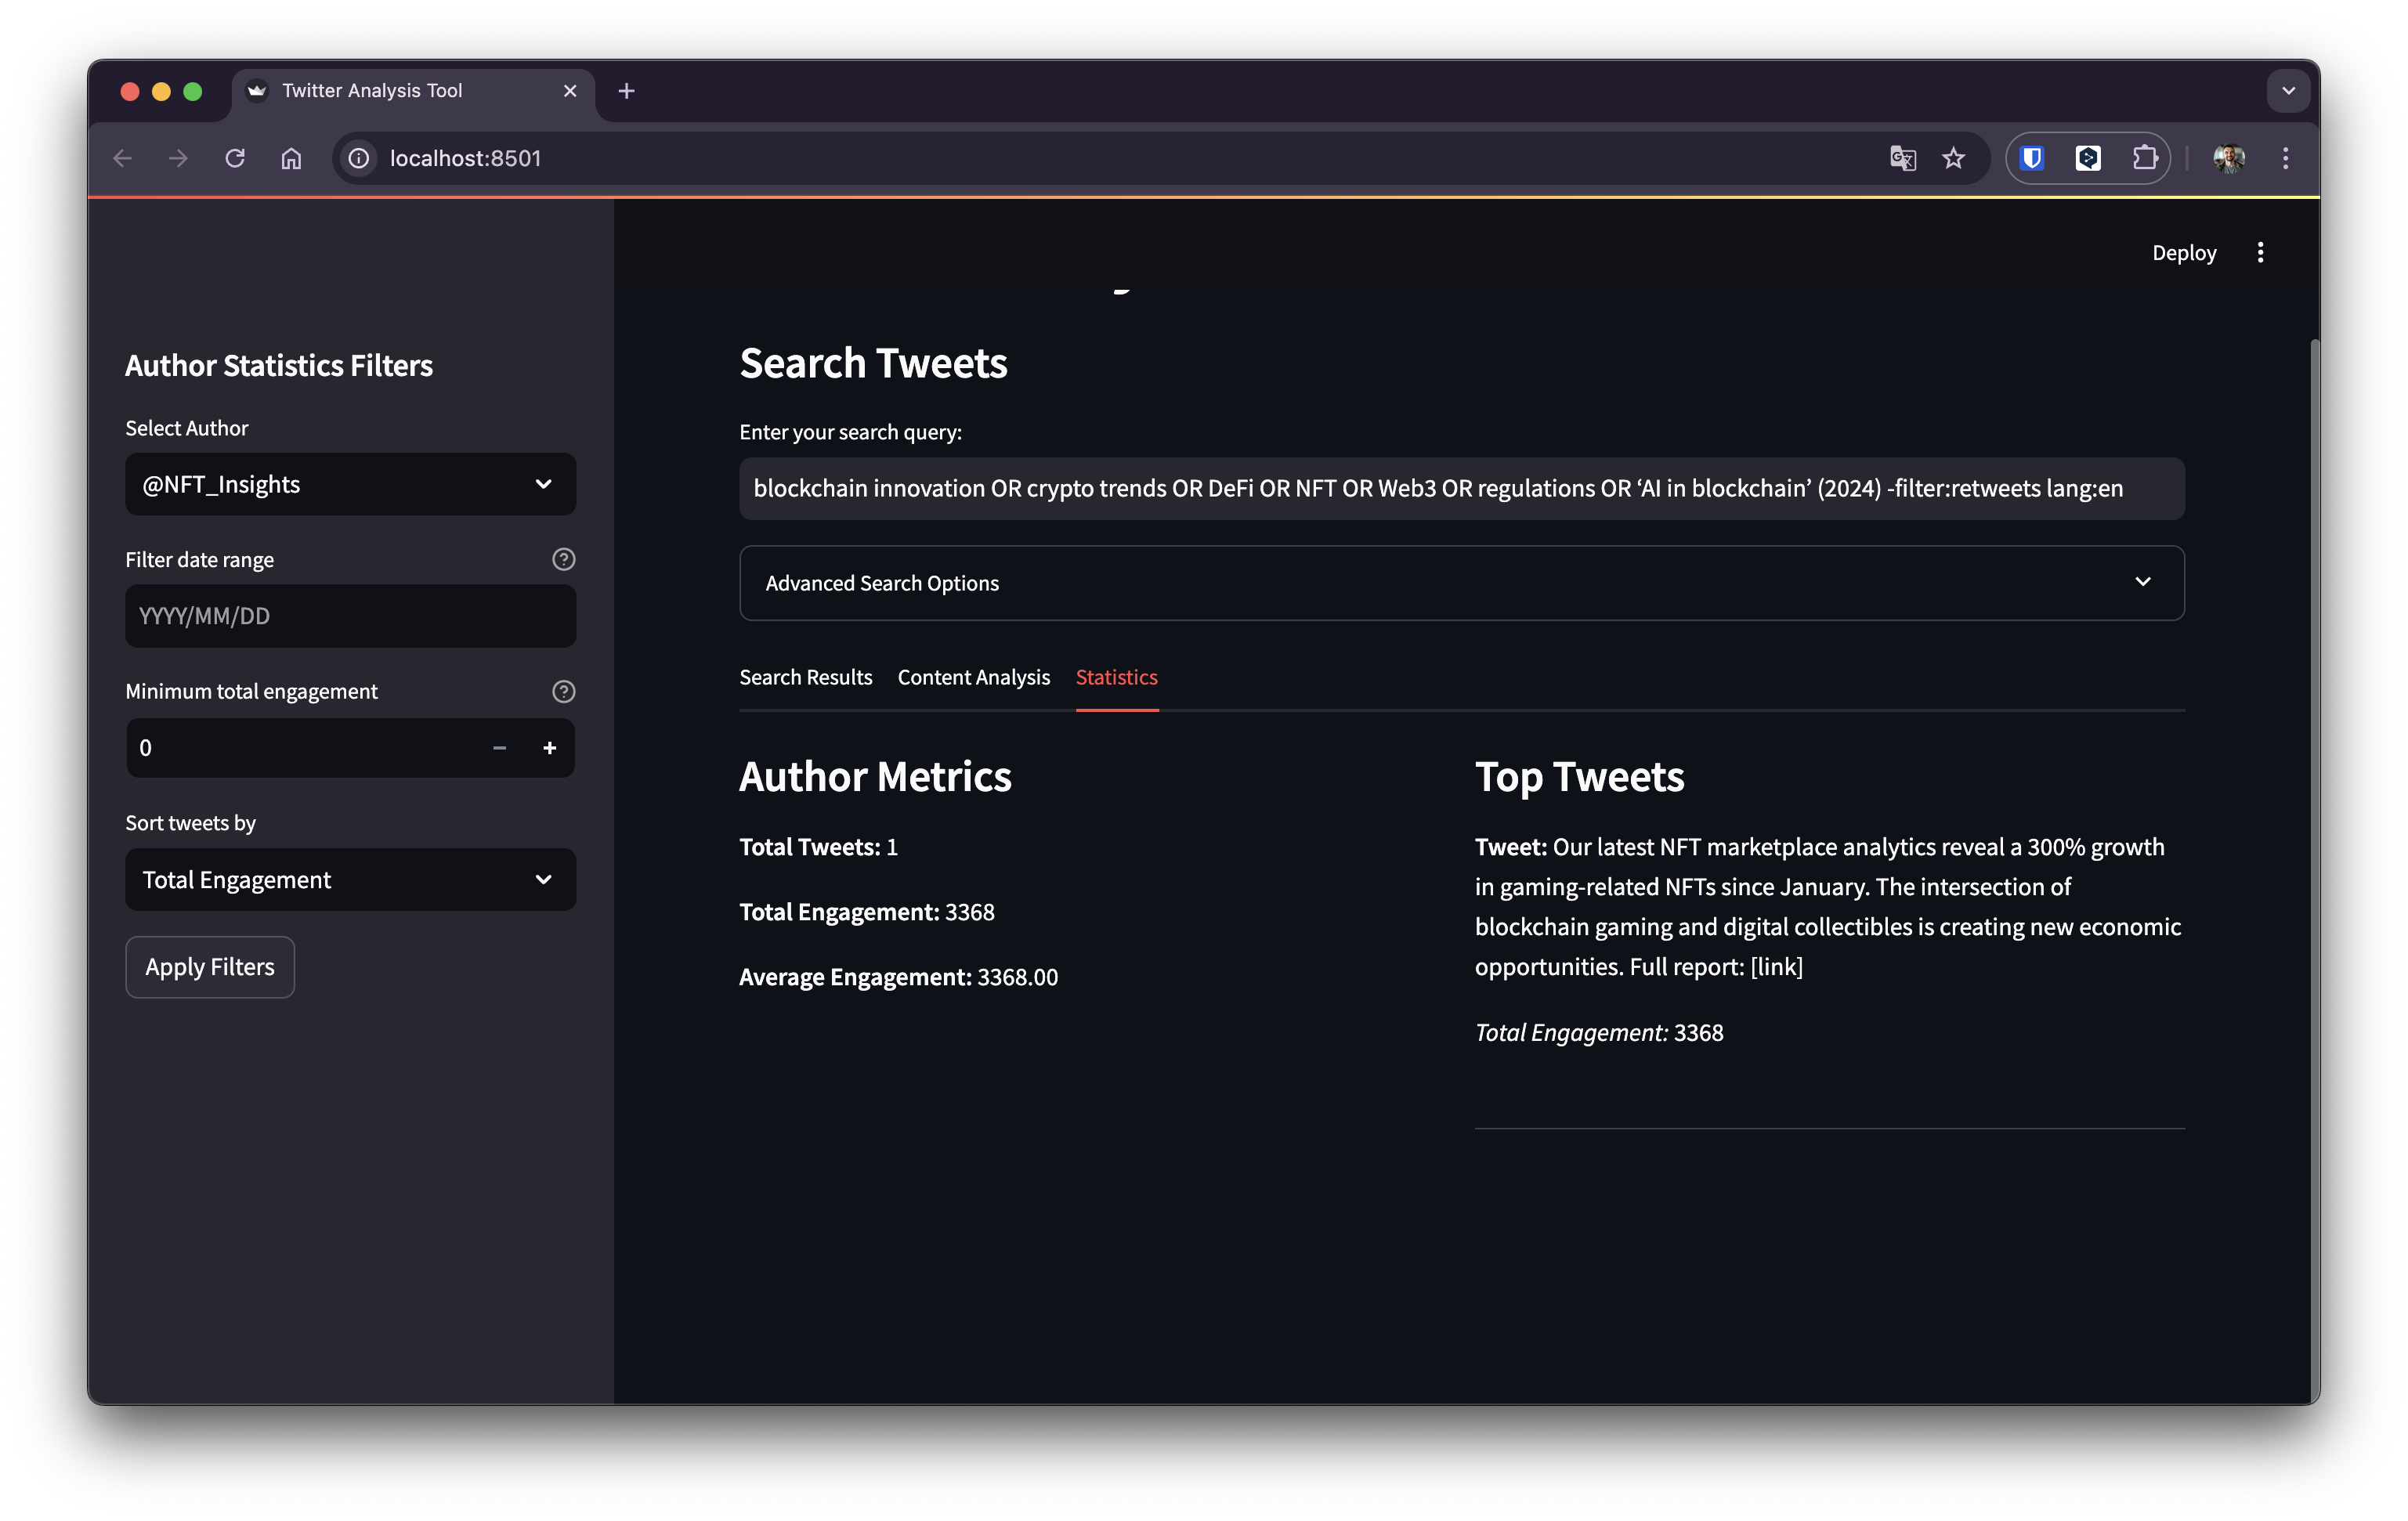 Twitter Analysis Tool
localhost:8501
Deploy
Author Statistics Filters
Select Author
@NFT_Insights
Filter date range
YYYY/MM/DD
Minimum total engagement
0
Sort tweets by
Total Engagement
Apply Filters
Search Tweets
Enter your search query:
blockchain innovation OR crypto trends OR DeFi OR NFT OR Web3 OR regulations OR ‘AI in blockchain’ (2024) -filter:retweets lang:en
Advanced Search Options
Search Results Content Analysis Statistics
Author Metrics
Total Tweets: 1
Total Engagement: 3368
Average Engagement: 3368.00
Top Tweets
Tweet: Our latest NFT marketplace analytics reveal a 300% growth
in gaming-related NFTs since January. The intersection of
blockchain gaming and digital collectibles is creating new economic
opportunities. Full report: [link]
Total Engagement: 3368